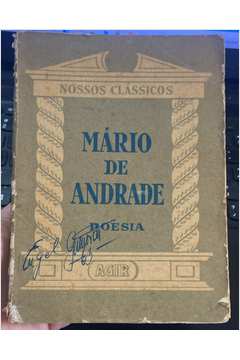 NOSSOS CLÁSSICOS
MÁRIO
DE
ANDRADE
POESIA
AGIR